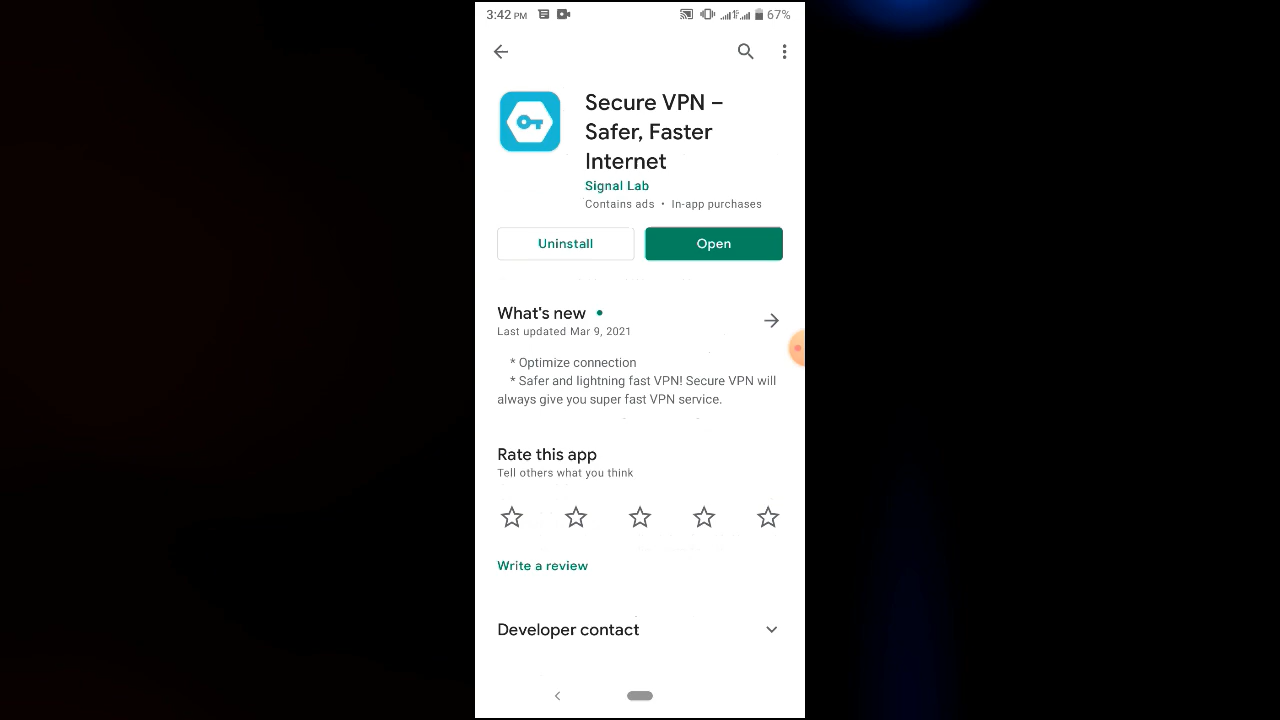 3:42 PM 67%
Secure VPN –
Safer, Faster
Internet
Signal Lab
Contains ads • In-app purchases
Uninstall Open
What's new
Last updated Mar 9, 2021
* Optimize connection
* Safer and lightning fast VPN! Secure VPN will
always give you super fast VPN service.
Rate this app
Tell others what you think
Write a review
Developer contact